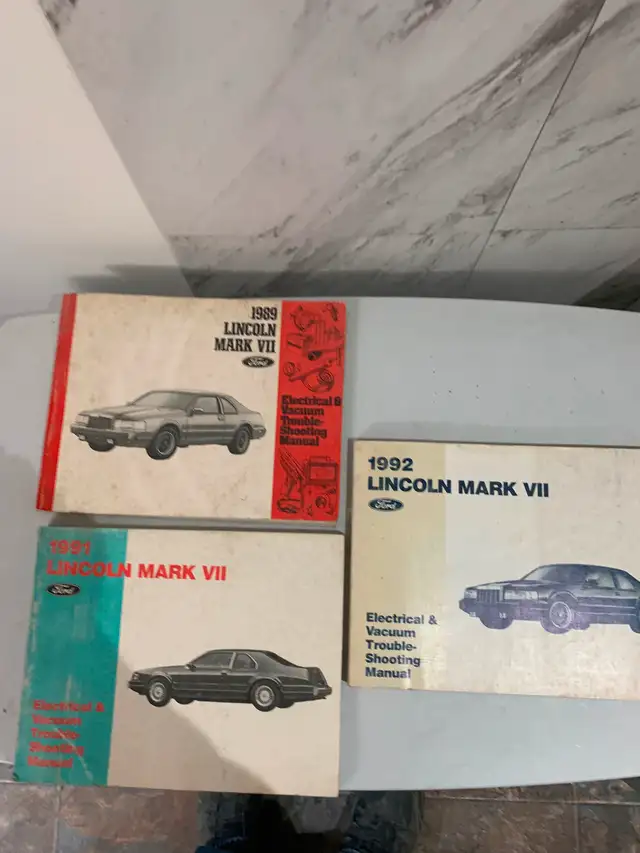 1989
LINCOLN
MARK VII
Ford
Electrical &
Vacuum
Trouble-
Shooting
Manual
1992
LINCOLN MARK VII
Ford
Electrical &
Vacuum
Trouble-
Shooting
Manual
1991
LINCOLN MARK VII
Ford
Electrical &
Vacuum
Trouble-
Shooting
Manual